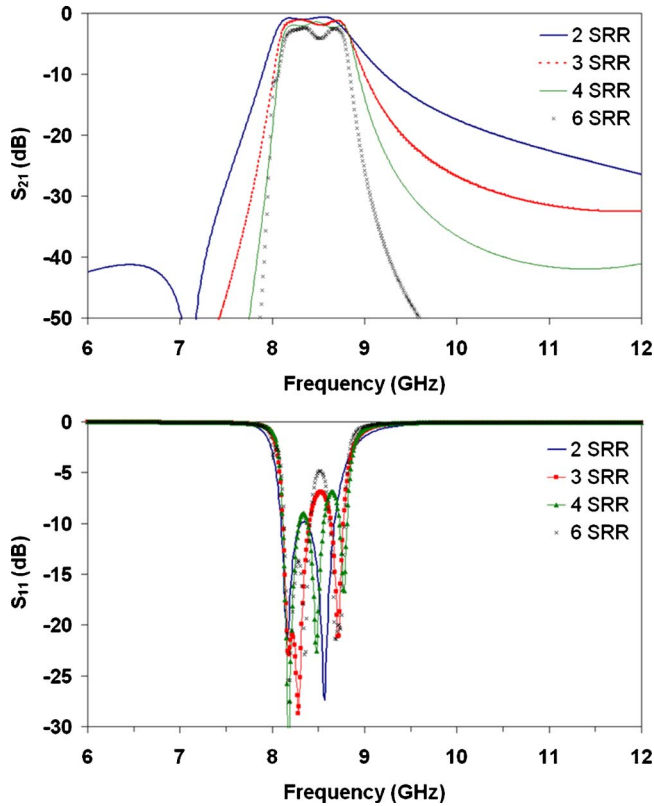 0
-10
-20
-30
-40
-50
S21 (dB)
2 SRR
3 SRR
4 SRR
6 SRR
6 7 8 9 10 11 12
Frequency (GHz)
0
-5
-10
-15
-20
-25
-30
S11 (dB)
2 SRR
3 SRR
4 SRR
6 SRR
6 7 8 9 10 11 12
Frequency (GHz)